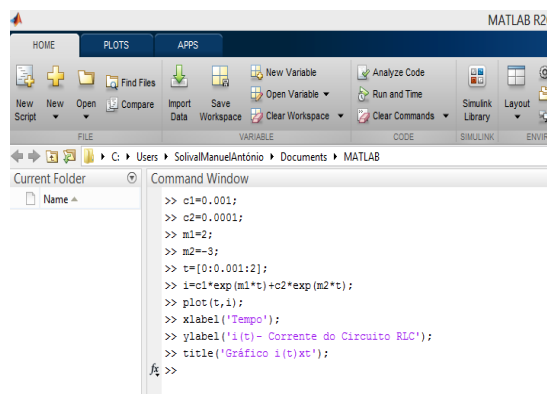 MATLAB R20
HOME PLOTS APPS
New Script
New
Open
Find Files
Compare
Import Data
Save Workspace
New Variable
Open Variable
Clear Workspace
Analyze Code
Run and Time
Clear Commands
Simulink Library
Layout
FILE VARIABLE CODE SIMULINK ENVIR
C: Users SolivalManuelAntónio Documents MATLAB
Current Folder
Name
Command Window
>> c1=0.001;
>> c2=0.0001;
>> m1=2;
>> m2=-3;
>> t=[0:0.001:2];
>> i=c1*exp(m1*t)+c2*exp(m2*t);
>> plot(t,i);
>> xlabel('Tempo');
>> ylabel('i(t)- Corrente do Circuito RLC');
>> title('Gráfico i(t)xt');
fx >>